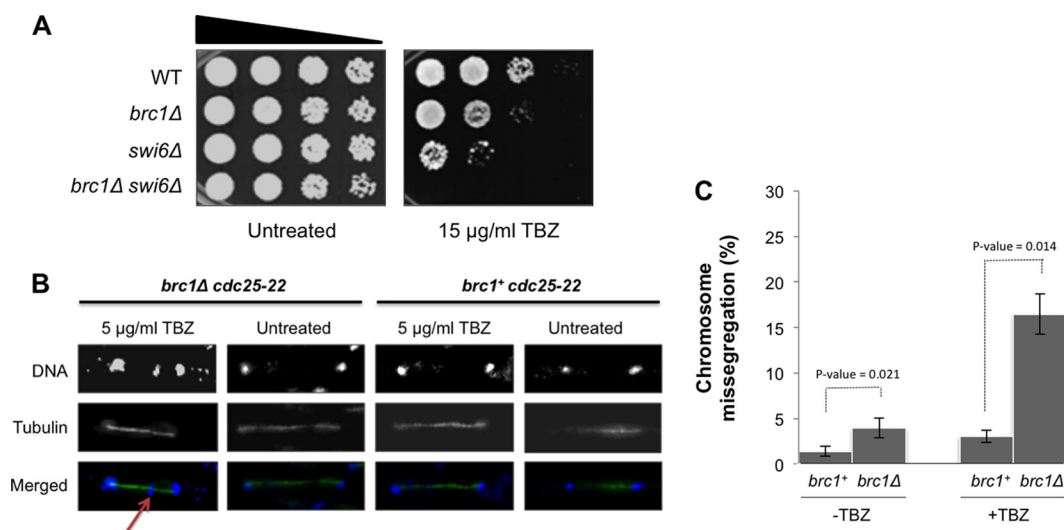 A
WT
brc1Δ
swi6Δ
brc1Δ swi6Δ
Untreated
15 µg/ml TBZ
B
brc1Δ cdc25-22
brc1⁺ cdc25-22
5 µg/ml TBZ
Untreated
5 µg/ml TBZ
Untreated
DNA
Tubulin
Merged
C
Chromosome
missegregation (%)
30
25
20
15
10
5
0
P-value = 0.021
P-value = 0.014
brc1⁺ brc1Δ
brc1⁺ brc1Δ
-TBZ
+TBZ